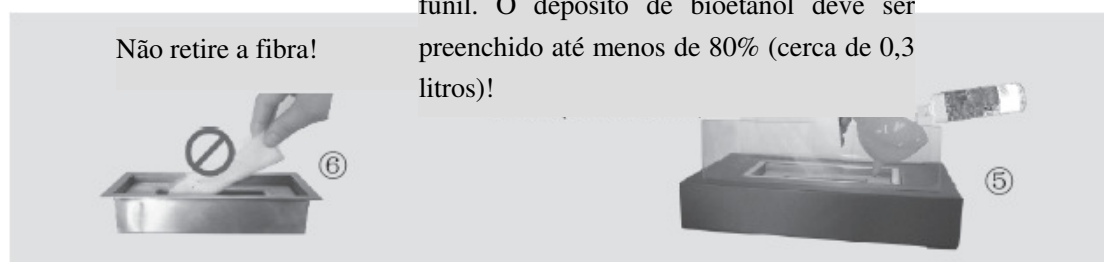 Não retire a fibra!
funil. O depósito de bioetanol deve ser
preenchido até menos de 80% (cerca de 0,3
litros)!
⑥
⑤